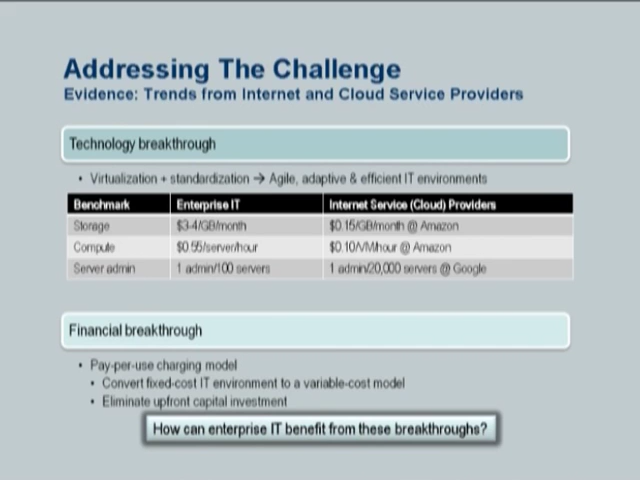 Addressing The Challenge
Evidence: Trends from Internet and Cloud Service Providers
Technology breakthrough
• Virtualization + standardization → Agile, adaptive & efficient IT environments
Benchmark Enterprise IT Internet Service (Cloud) Providers
Storage $3-4/GB/month $0.15/GB/month @ Amazon
Compute $0.55/server/hour $0.10/VM/hour @ Amazon
Server admin 1 admin/100 servers 1 admin/20,000 servers @ Google
Financial breakthrough
• Pay-per-use charging model
• Convert fixed-cost IT environment to a variable-cost model
• Eliminate upfront capital investment
How can enterprise IT benefit from these breakthroughs?